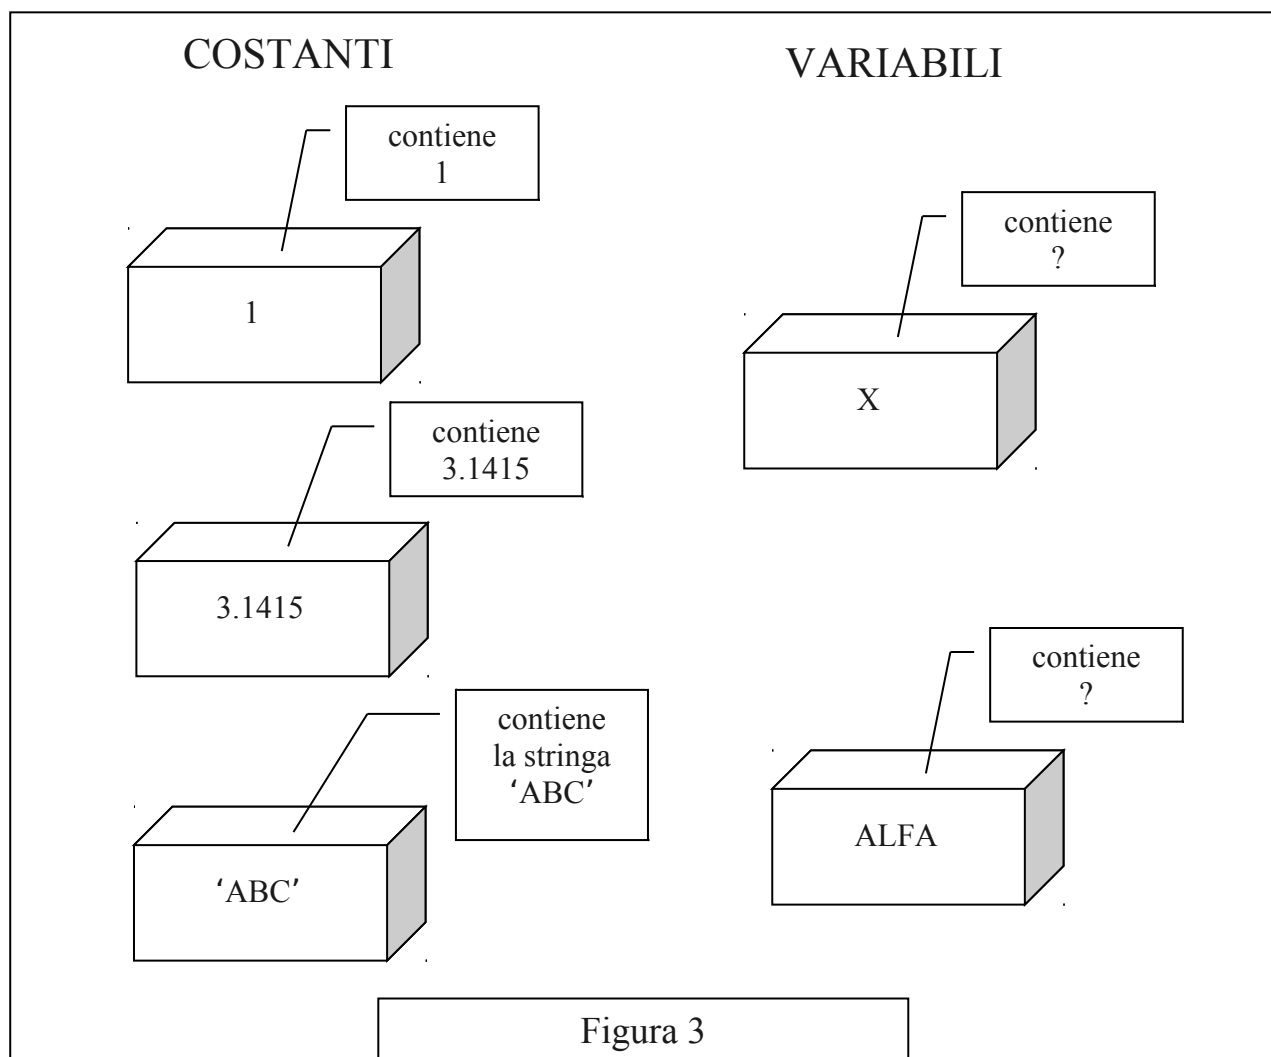 COSTANTI
contiene
1
1
contiene
3.1415
3.1415
contiene
la stringa
‘ABC’
‘ABC’
VARIABILI
contiene
?
X
contiene
?
ALFA
Figura 3